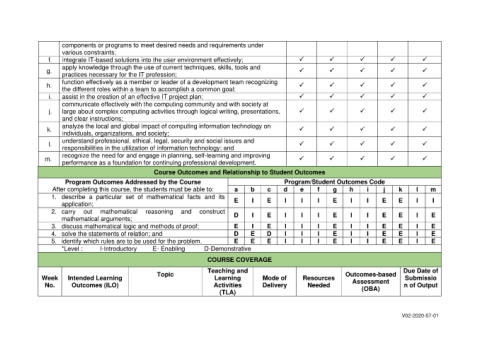 components or programs to meet desired needs and requirements under
various constraints;
f. integrate IT-based solutions into the user environment effectively; ✓ ✓ ✓ ✓ ✓
g. apply knowledge through the use of current techniques, skills, tools and
practices necessary for the IT profession; ✓ ✓ ✓ ✓ ✓
h. function effectively as a member or leader of a development team recognizing
the different roles within a team to accomplish a common goal; ✓ ✓ ✓ ✓ ✓
i. assist in the creation of an effective IT project plan; ✓ ✓ ✓ ✓ ✓
j. communicate effectively with the computing community and with society at
large about complex computing activities through logical writing, presentations,
and clear instructions; ✓ ✓ ✓ ✓ ✓
k. analyze the local and global impact of computing information technology on
individuals, organizations, and society; ✓ ✓ ✓ ✓ ✓
l. understand professional, ethical, legal, security and social issues and
responsibilities in the utilization of information technology; and ✓ ✓ ✓ ✓ ✓
m. recognize the need for and engage in planning, self-learning and improving
performance as a foundation for continuing professional development. ✓ ✓ ✓ ✓ ✓
Course Outcomes and Relationship to Student Outcomes
Program Outcomes Addressed by the Course Program/Student Outcomes Code
After completing this course, the students must be able to: a b c d e f g h i j k l m
1. describe a particular set of mathematical facts and its
application; E I E I I I E I I E E I I
2. carry out mathematical reasoning and construct
mathematical arguments; D I E I I I E I I E E I E
3. discuss mathematical logic and methods of proof; E I E I I I E I I E E I E
4. solve the statements of relation; and D E D I I I E I I E E I E
5. identify which rules are to be used for the problem. E E E I I I E I I E E I E
*Level : I-Introductory E- Enabling D-Demonstrative
COURSE COVERAGE
Week
No.
Intended Learning
Outcomes (ILO)
Topic
Teaching and
Learning
Activities
(TLA)
Mode of
Delivery
Resources
Needed
Outcomes-based
Assessment
(OBA)
Due Date of
Submissio
n of Output
V02-2020-07-01